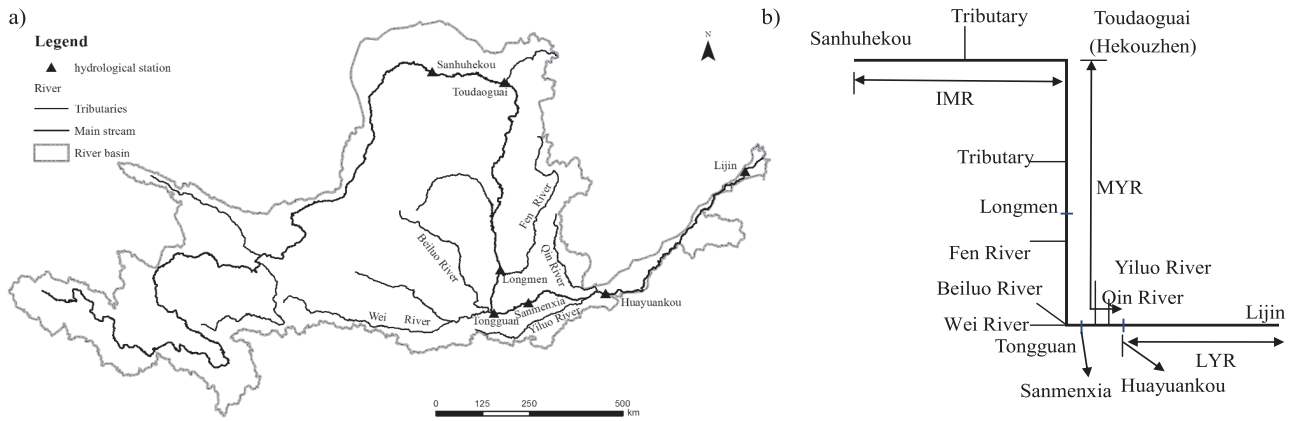 a)
Legend
hydrological station
River
Tributaries
Main stream
River basin
N
Sanhuhekou
Toudaoguai
Lijin
Fen River
Beiluo River
Qin River
Longmen
Huayuankou
Sanmenxia
Wei River
Tongguan
Yiluo River
0 125 250 500
km
b)
Tributary
Toudaoguai
(Hekouzhen)
Sanhuhekou
IMR
Tributary
MYR
Longmen
Fen River
Yiluo River
Beiluo River
Qin River
Lijin
Wei River
Tongguan
LYR
Sanmenxia
Huayuankou